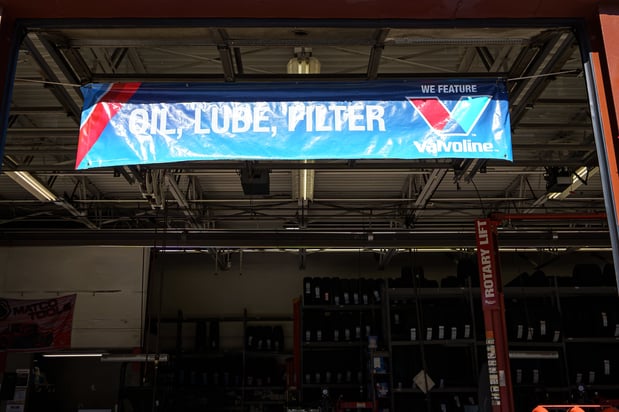 WE FEATURE
OIL, LUBE, FILTER
Valvoline
ROTARY LIFT
MATCO
TOOLS